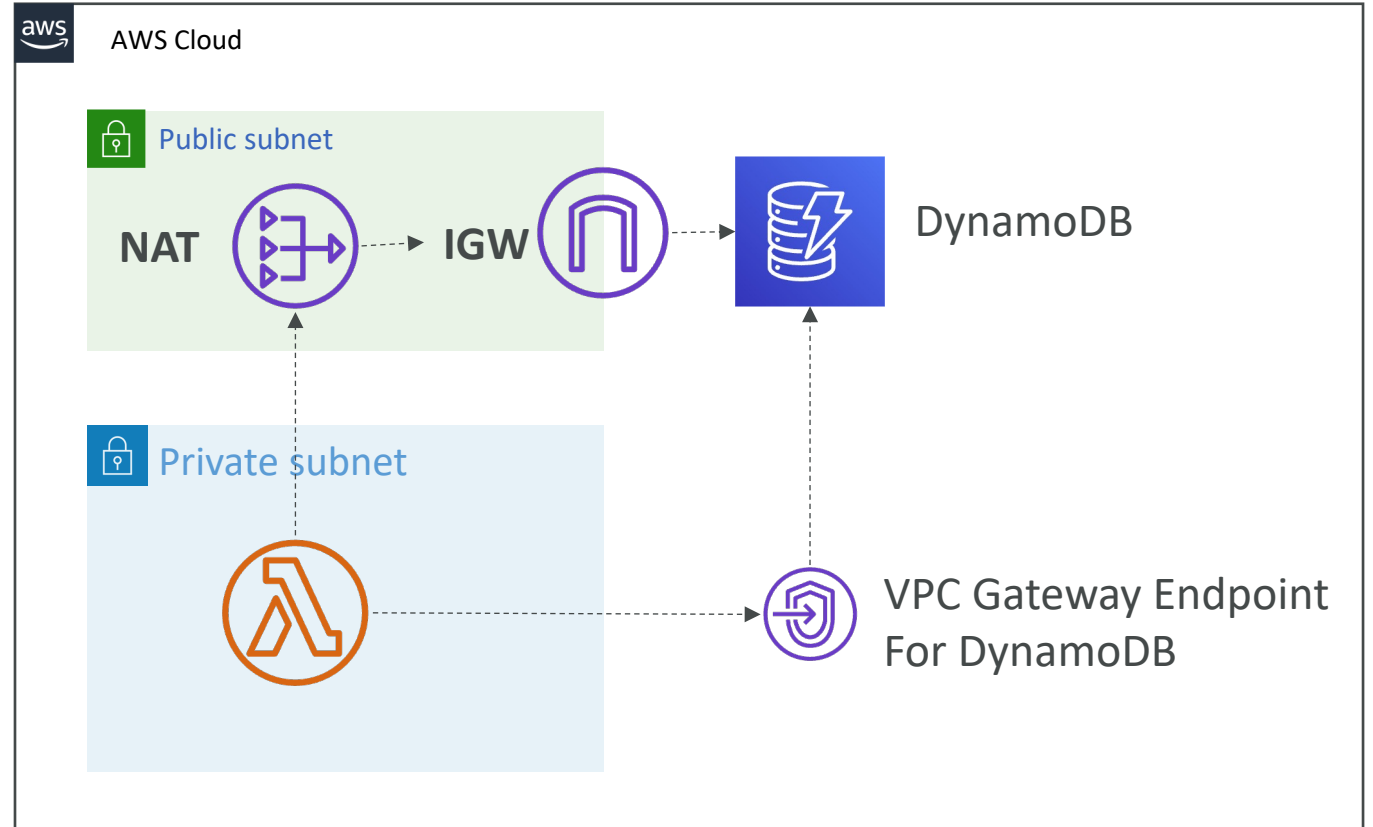 aws
AWS Cloud
Public subnet
NAT
IGW
DynamoDB
Private subnet
VPC Gateway Endpoint
For DynamoDB